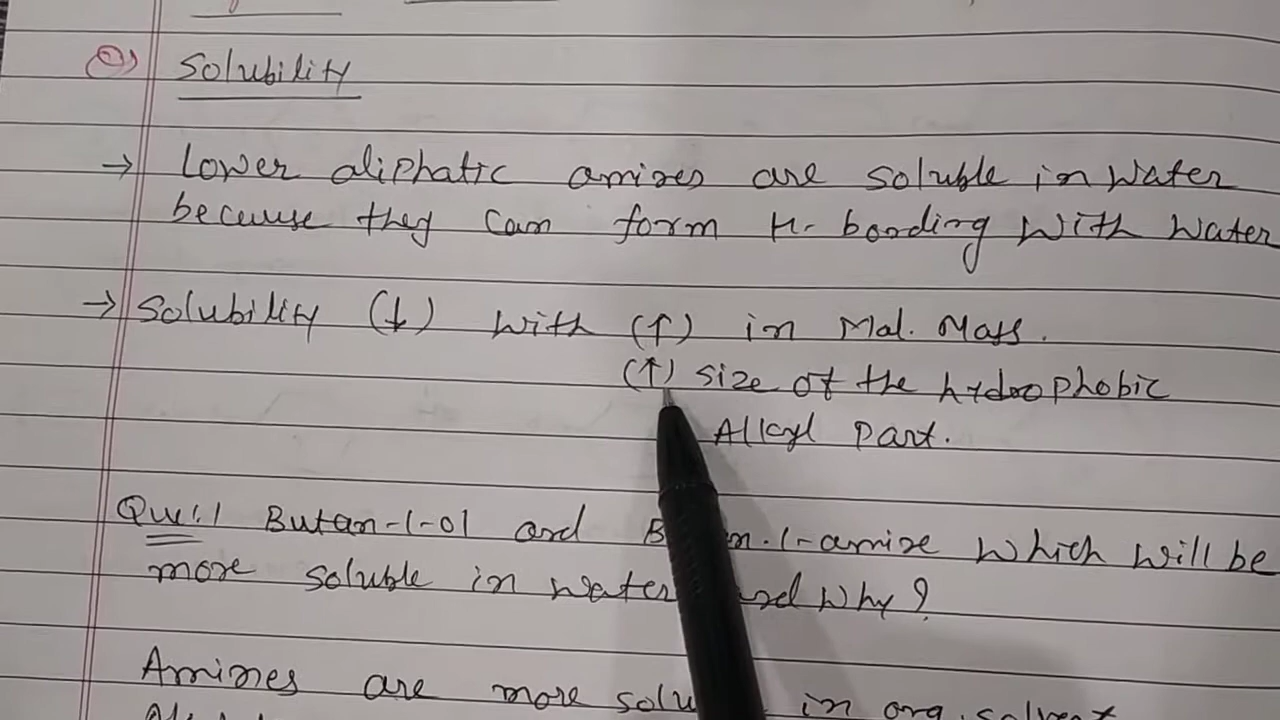 Solubility
→ Lower aliphatic amines are soluble in water
because they can form H-bonding with water
→ Solubility (↓) with (↑) in Mol. Mass.
(↑) size of the hydrophobic
Alkyl Part.
Que:1 Butan-1-ol and 1-amine which will be
more soluble in water and why?
Amines are more in org. solvent